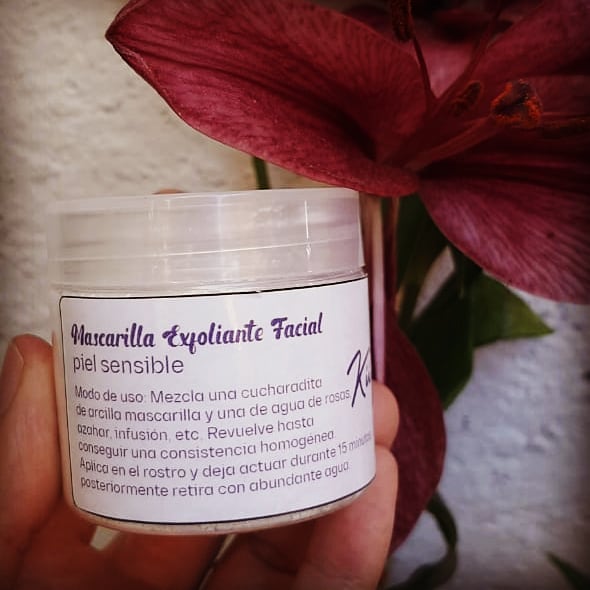 Mascarilla Exfoliante Facial
piel sensible
Modo de uso: Mezcla una cucharadita
de arcilla mascarilla y una de agua de rosas,
azahar, infusión, etc. Revuelve hasta
conseguir una consistencia homogénea.
Aplica en el rostro y deja actuar durante 15 minutos,
posteriormente retira con abundante agua.